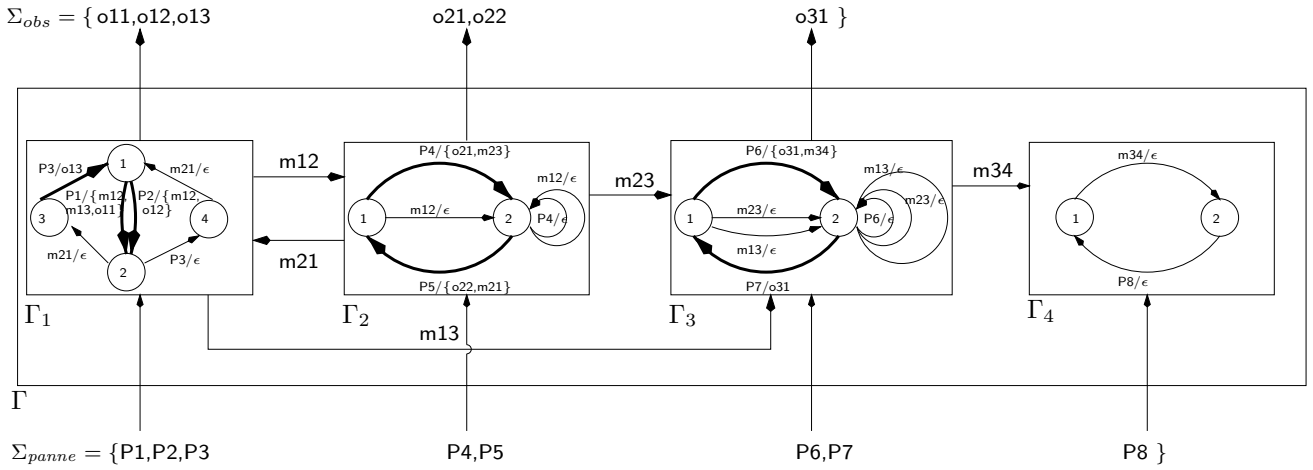 Σobs = { o11,o12,o13 o21,o22 o31 }
P4/{o21,m23} P6/{o31,m34}
m12 m23 m34
1 m21/ϵ m12/ϵ m13/ϵ m34/ϵ
P3/o13
P1/{m12, P2/{m12,
m13,o11} o12}
3 4
1 m12/ϵ 2 P4/ϵ
1 m23/ϵ 2 P6/ϵ m23/ϵ
1 2
m21/ϵ P3/ϵ m13/ϵ
2
m21
P5/{o22,m21} P7/o31 P8/ϵ
Γ1 Γ2 Γ3 Γ4
m13
Γ
Σpanne = {P1,P2,P3 P4,P5 P6,P7 P8 }